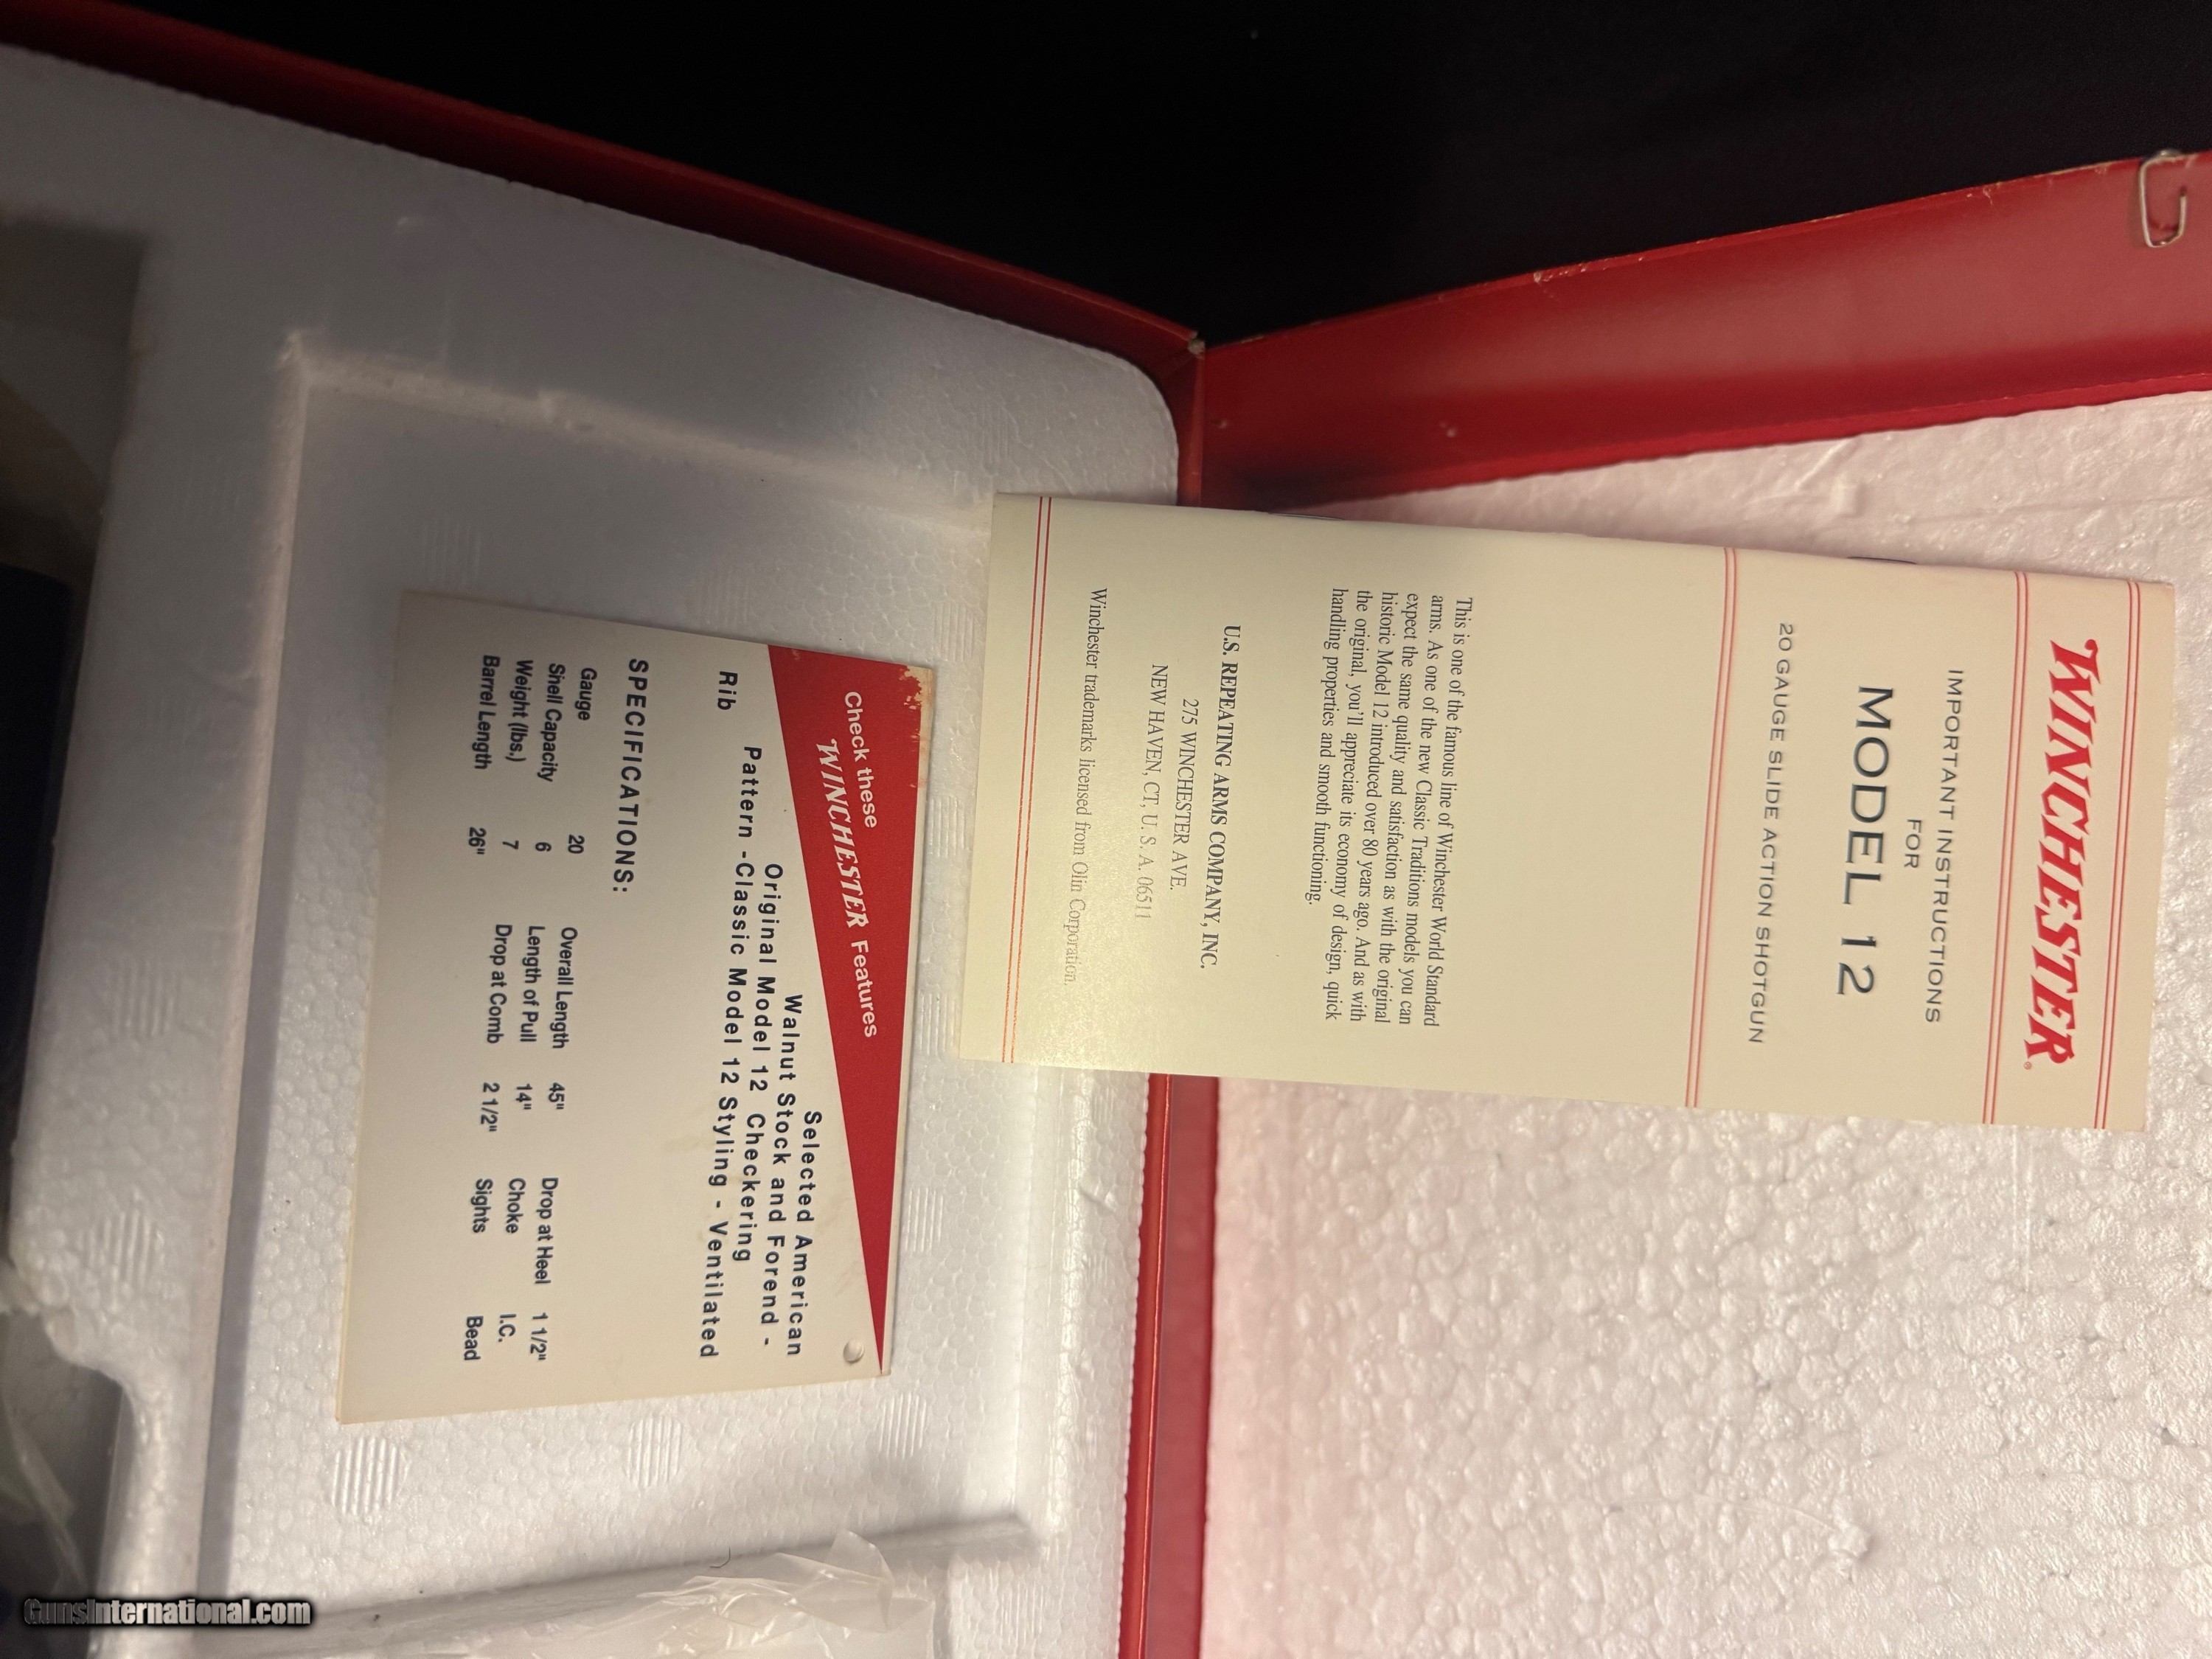 WINCHESTER®
IMPORTANT INSTRUCTIONS
FOR
MODEL 12
20 GAUGE SLIDE ACTION SHOTGUN
This is one of the famous line of Winchester World Standard
arms. As one of the new Classic Traditions models you can
expect the same quality and satisfaction as with the original
historic Model 12 introduced over 80 years ago. And as with
the original, you'll appreciate its economy of design, quick
handling properties and smooth functioning.
U.S. REPEATING ARMS COMPANY, INC.
275 WINCHESTER AVE.
NEW HAVEN, CT, U. S. A. 06511
Winchester trademarks licensed from Olin Corporation.
Check these
WINCHESTER Features
Selected American
Walnut Stock and Forend -
Original Model 12 Checkering
Pattern -Classic Model 12 Styling - Ventilated
Rib
SPECIFICATIONS:
Gauge 20 Overall Length 45" Drop at Heel 1 1/2"
Shell Capacity 6 Length of Pull 14" Choke I.C.
Weight (lbs.) 7 Drop at Comb 2 1/2" Sights Bead
Barrel Length 26"
GunsInternational.com